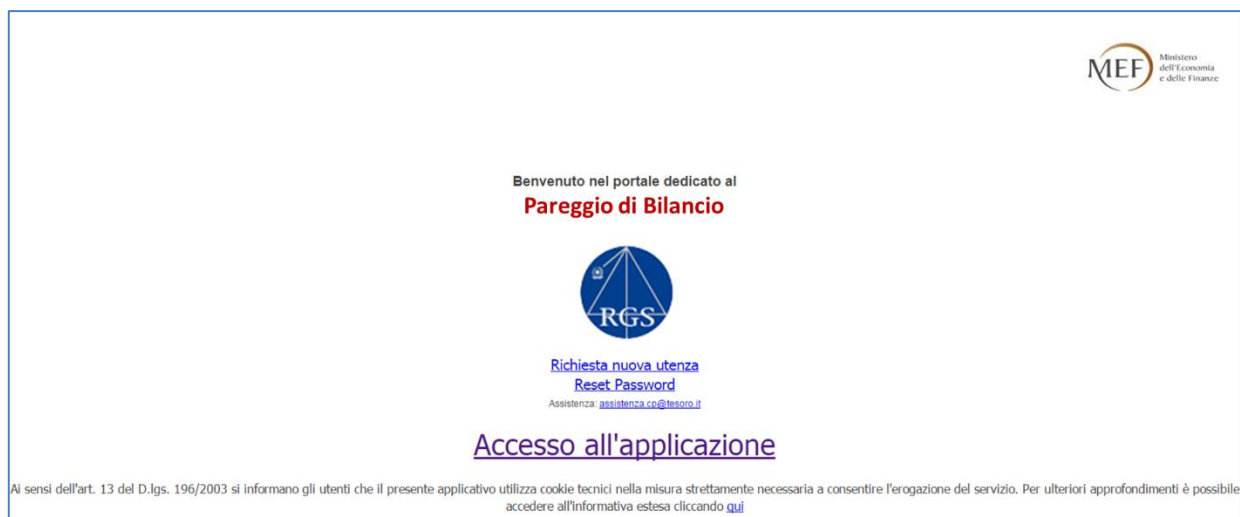 MEF
Ministero
dell'Economia
e delle Finanze
Benvenuto nel portale dedicato al
Pareggio di Bilancio
RGS
Richiesta nuova utenza
Reset Password
Assistenza: assistenza.cp@tesoro.it
Accesso all'applicazione
Ai sensi dell'art. 13 del D.lgs. 196/2003 si informano gli utenti che il presente applicativo utilizza cookie tecnici nella misura strettamente necessaria a consentire l'erogazione del servizio. Per ulteriori approfondimenti è possibile
accedere all'informativa estesa cliccando qui